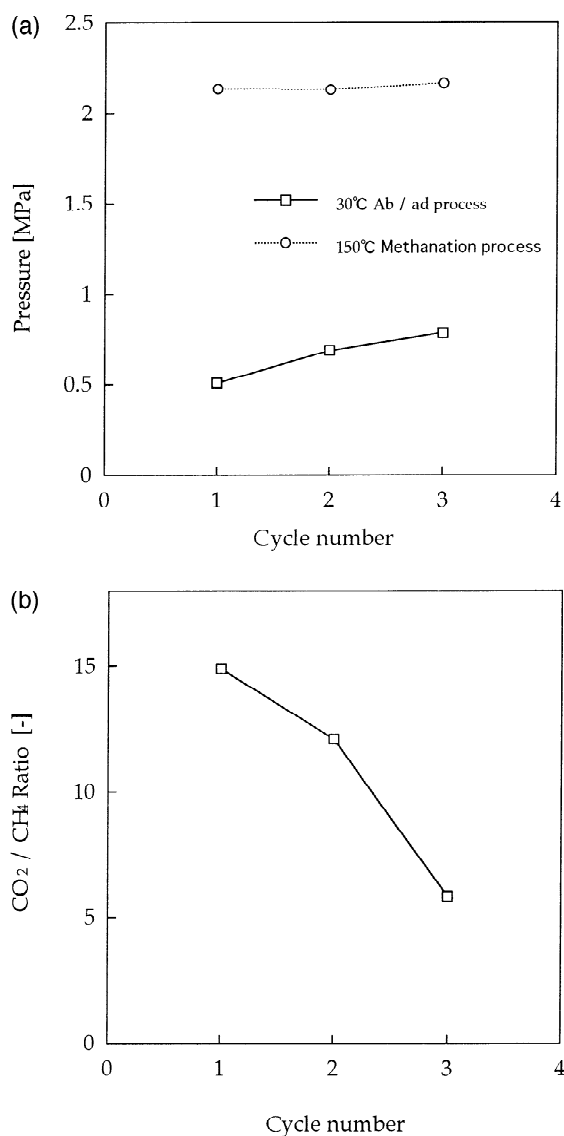 (a)
2.5
2
1.5
1
0.5
0
Pressure [MPa]
30℃ Ab / ad process
150℃ Methanation process
0 1 2 3 4
Cycle number
(b)
15
10
5
0
CO2 / CH4 Ratio [-]
0 1 2 3 4
Cycle number